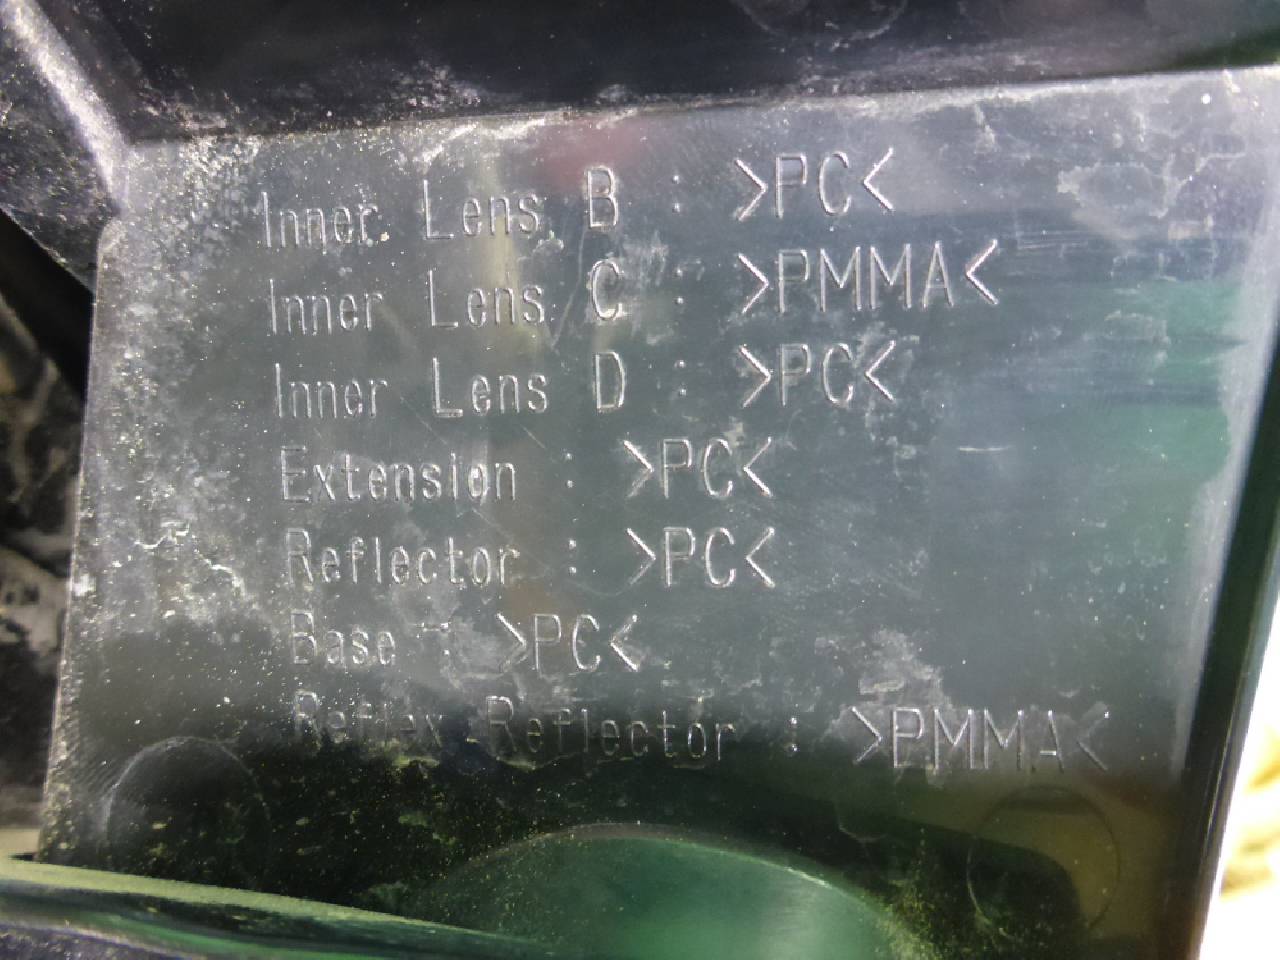 Inner Lens B : >PC<
Inner Lens C : >PMMA<
Inner Lens D : >PC<
Extension : >PC<
Reflector : >PC<
Base : >PC<
Reflex Reflector : >PMMA<